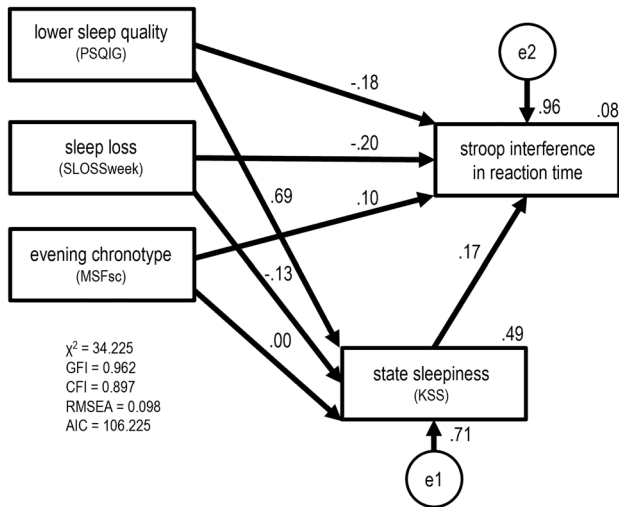 lower sleep quality
(PSQIG)
e2
-.18
.96
.08
sleep loss
(SLOSSweek)
-.20
stroop interference
in reaction time
.69
.10
evening chronotype
(MSFsc)
-.13
.17
.00
.49
χ² = 34.225
GFI = 0.962
CFI = 0.897
RMSEA = 0.098
AIC = 106.225
state sleepiness
(KSS)
.71
e1